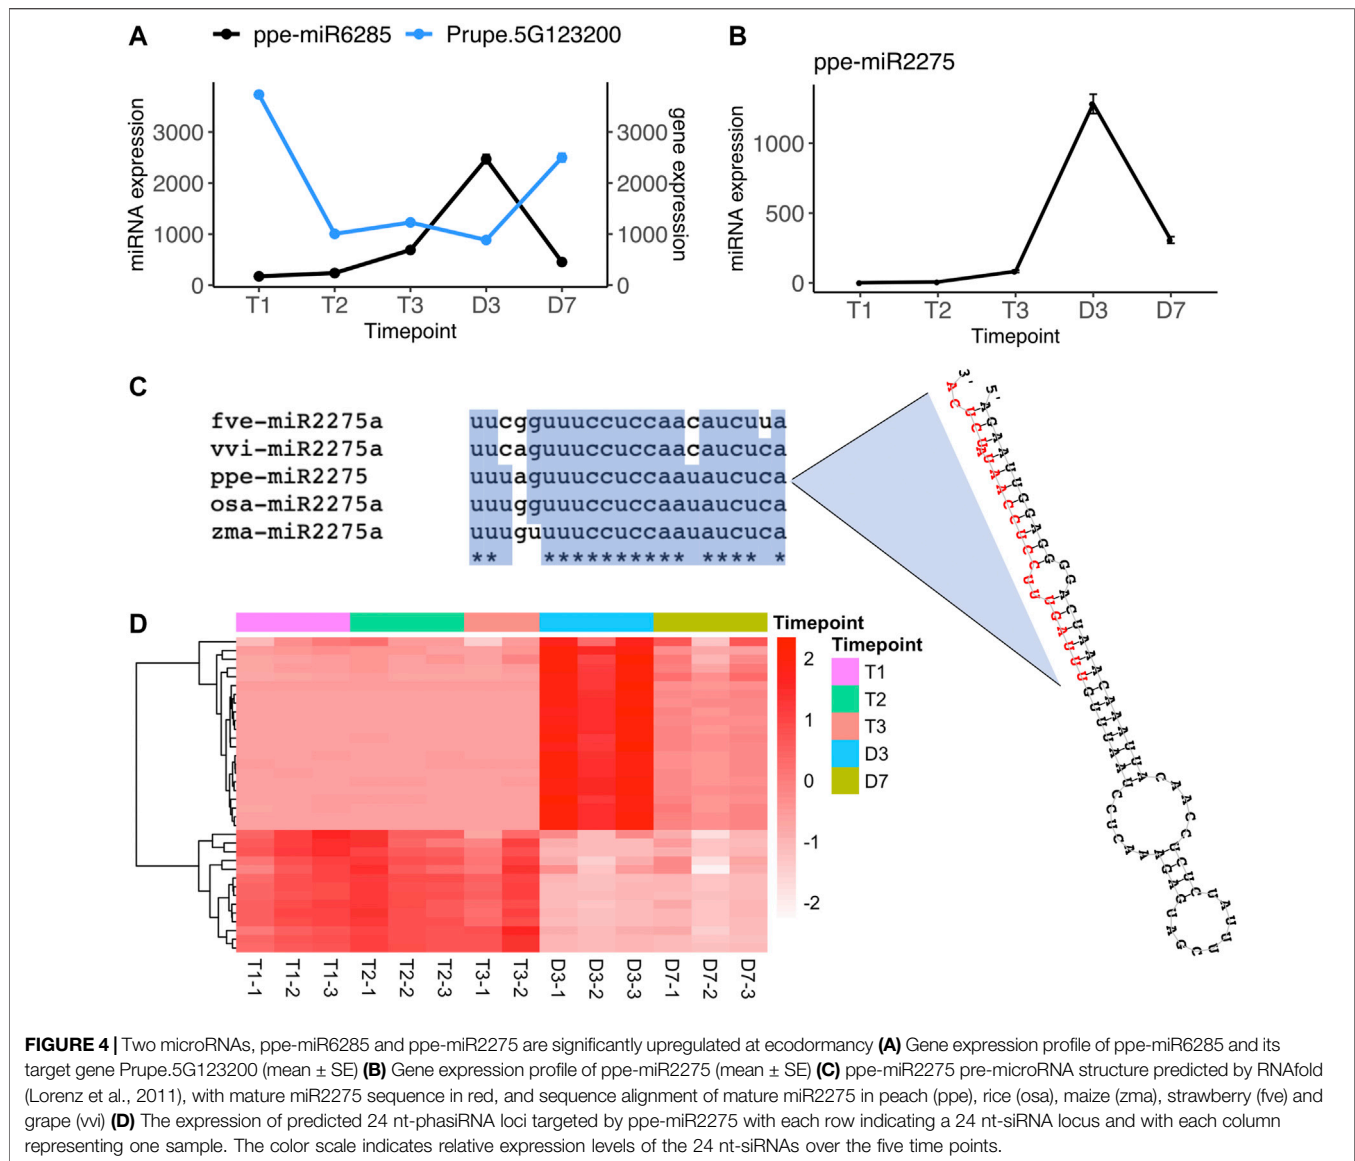 A
ppe-miR6285 Prupe.5G123200
miRNA expression
3000
2000
1000
0
3000
2000
1000
0
gene expression
T1 T2 T3 D3 D7
Timepoint
B
ppe-miR2275
miRNA expression
1000
500
0
T1 T2 T3 D3 D7
Timepoint
C
fve-miR2275a uucgguuuccuccaacaucuua
vvi-miR2275a uucaguuuccuccaacaucuca
ppe-miR2275 uuuaguuuccuccaauaucuca
osa-miR2275a uuugguuuccuccaauaucuca
zma-miR2275a uuuguuuuccuccaauaucuca
** ********** **** *
3'
5'
D
Timepoint
2
1
0
-1
-2
Timepoint
T1
T2
T3
D3
D7
T1-1 T1-2 T1-3 T2-1 T2-2 T2-3 T3-1 T3-2 D3-1 D3-2 D3-3 D7-1 D7-2 D7-3
FIGURE 4 | Two microRNAs, ppe-miR6285 and ppe-miR2275 are significantly upregulated at ecodormancy (A) Gene expression profile of ppe-miR6285 and its
target gene Prupe.5G123200 (mean ± SE) (B) Gene expression profile of ppe-miR2275 (mean ± SE) (C) ppe-miR2275 pre-microRNA structure predicted by RNAfold
(Lorenz et al., 2011), with mature miR2275 sequence in red, and sequence alignment of mature miR2275 in peach (ppe), rice (osa), maize (zma), strawberry (fve) and
grape (vvi) (D) The expression of predicted 24 nt-phasiRNA loci targeted by ppe-miR2275 with each row indicating a 24 nt-siRNA locus and with each column
representing one sample. The color scale indicates relative expression levels of the 24 nt-siRNAs over the five time points.